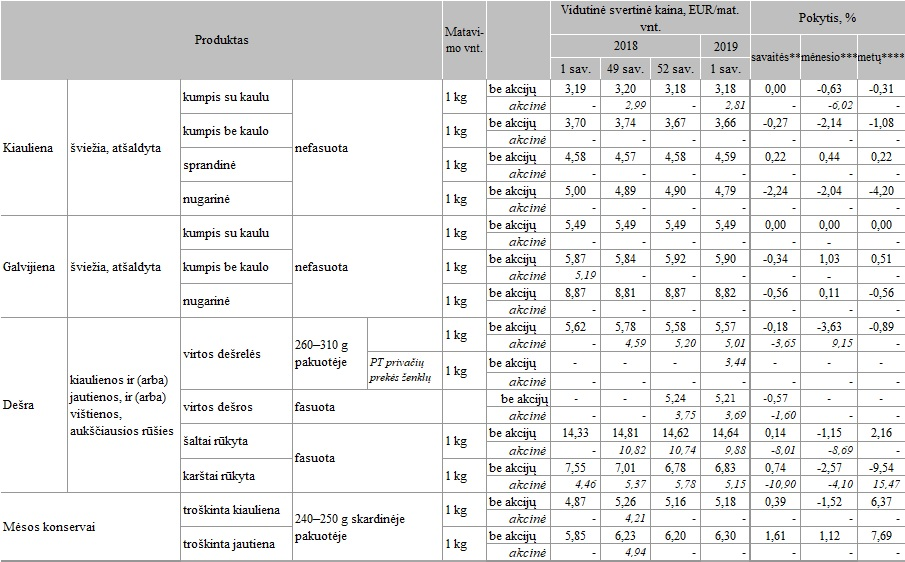 Produktas Matavi- mo vnt. Vidutinė svertinė kaina, EUR/mat. vnt. Pokytis, %
2018 2019 savaitės** mėnesio*** metų****
1 sav. 49 sav. 52 sav. 1 sav.
Kiauliena šviežia, atšaldyta kumpis su kaulu nefasuota 1 kg be akcijų 3,19 3,20 3,18 3,18 0,00 -0,63 -0,31
akcinė - 2,99 - 2,81 - -6,02 -
kumpis be kaulo 1 kg be akcijų 3,70 3,74 3,67 3,66 -0,27 -2,14 -1,08
akcinė - - - - - - -
sprandinė 1 kg be akcijų 4,58 4,57 4,58 4,59 0,22 0,44 0,22
akcinė - - - - - - -
nugarinė 1 kg be akcijų 5,00 4,89 4,90 4,79 -2,24 -2,04 -4,20
akcinė - - - - - - -
Galvijiena šviežia, atšaldyta kumpis su kaulu nefasuota 1 kg be akcijų 5,49 5,49 5,49 5,49 0,00 0,00 0,00
akcinė - - - - - - -
kumpis be kaulo 1 kg be akcijų 5,87 5,84 5,92 5,90 -0,34 1,03 0,51
akcinė 5,19 - - - - - -
nugarinė 1 kg be akcijų 8,87 8,81 8,87 8,82 -0,56 0,11 -0,56
akcinė - - - - - - -
Dešra kiaulienos ir (arba) jautienos, ir (arba) vištienos, aukščiausios rūšies virtos dešrelės 260–310 g pakuotėje 1 kg be akcijų 5,62 5,78 5,58 5,57 -0,18 -3,63 -0,89
akcinė - 4,59 5,20 5,01 -3,65 9,15 -
PT privačių prekės ženklų 1 kg be akcijų - - - 3,44 - - -
akcinė - - - - - - -
virtos dešros fasuota be akcijų - - 5,24 5,21 -0,57 - -
akcinė - - 3,75 3,69 -1,60 - -
šaltai rūkyta fasuota 1 kg be akcijų 14,33 14,81 14,62 14,64 0,14 -1,15 2,16
akcinė - 10,82 10,74 9,88 -8,01 -8,69 -
karštai rūkyta 1 kg be akcijų 7,55 7,01 6,78 6,83 0,74 -2,57 -9,54
akcinė 4,46 5,37 5,78 5,15 -10,90 -4,10 15,47
Mėsos konservai troškinta kiauliena 240–250 g skardinėje pakuotėje 1 kg be akcijų 4,87 5,26 5,16 5,18 0,39 -1,52 6,37
akcinė - 4,21 - - - - -
troškinta jautiena 1 kg be akcijų 5,85 6,23 6,20 6,30 1,61 1,12 7,69
akcinė - 4,94 - - - - -